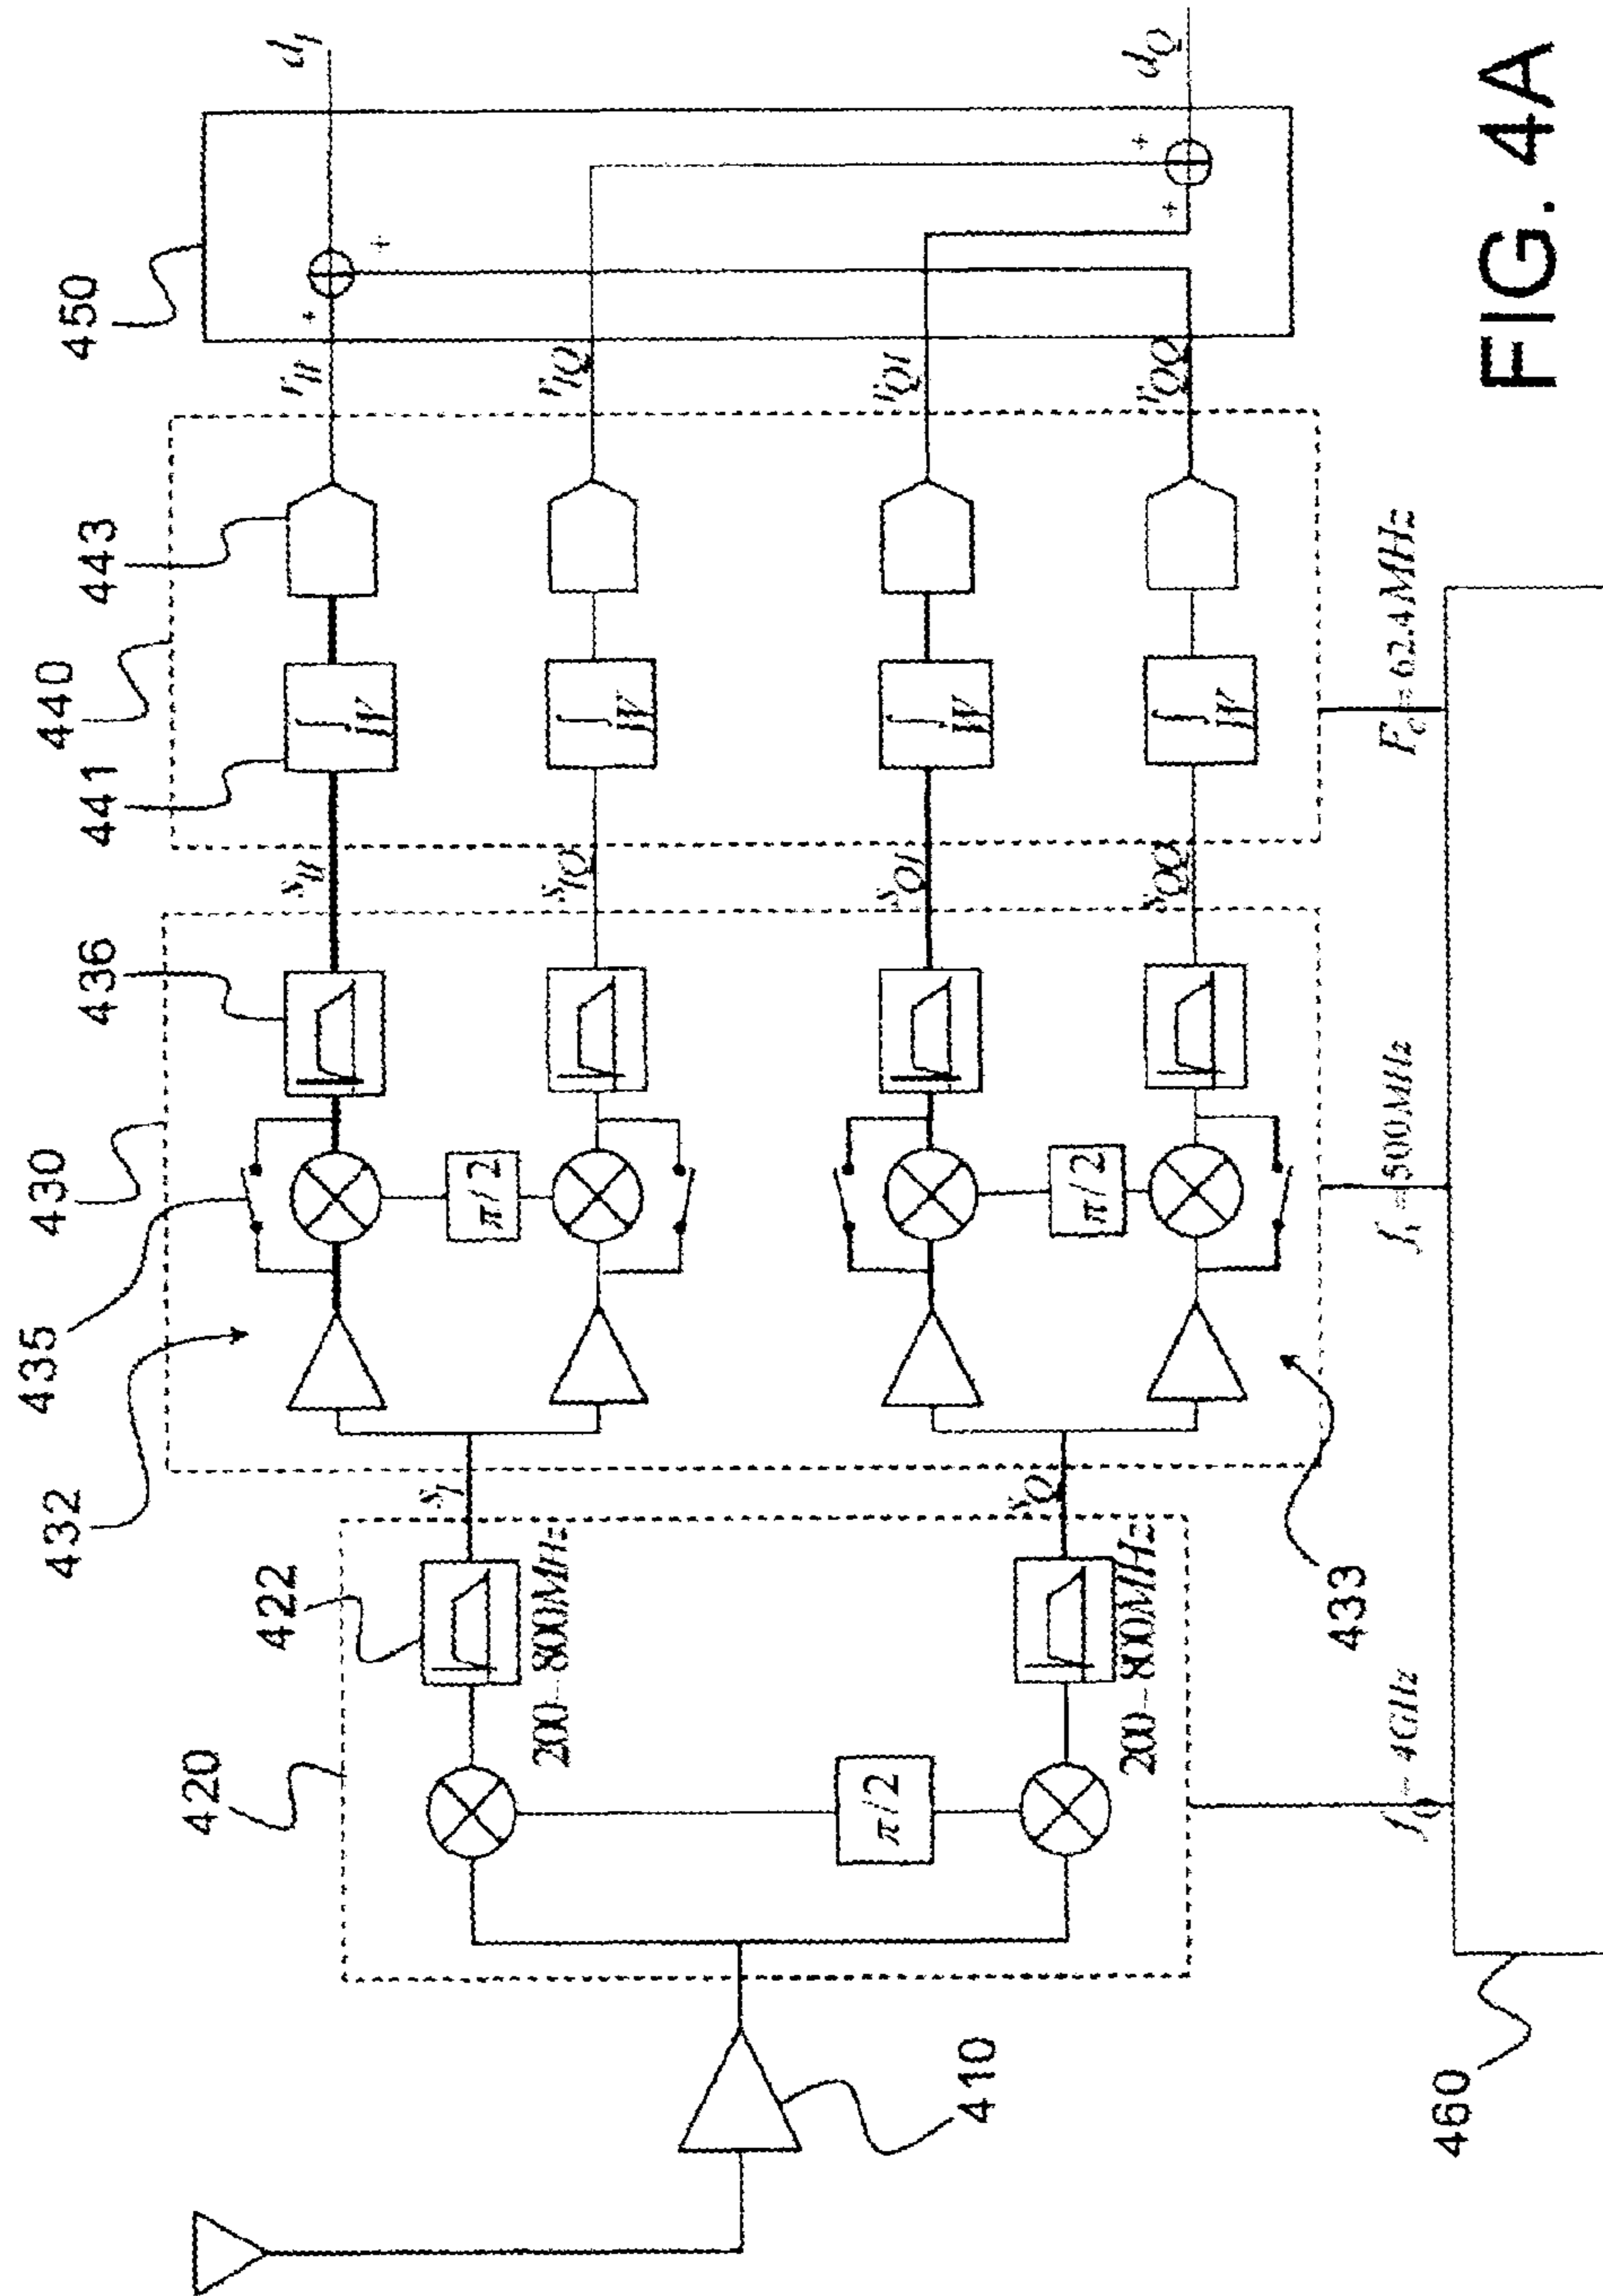 450
d_I
d_Q
+
+
+
+
440
443
441
r_II
r_IQ
r_QI
r_QQ
∫W
∫W
∫W
∫W
430
436
435
432
s_II
s_IQ
s_QI
s_QQ
π/2
π/2
433
420
422
s_I
s_Q
200-800MHz
200-800MHz
π/2
410
460
f_0 = 4GHz
f_1 = 500MHz
F_c = 62.4MHz
FIG. 4A